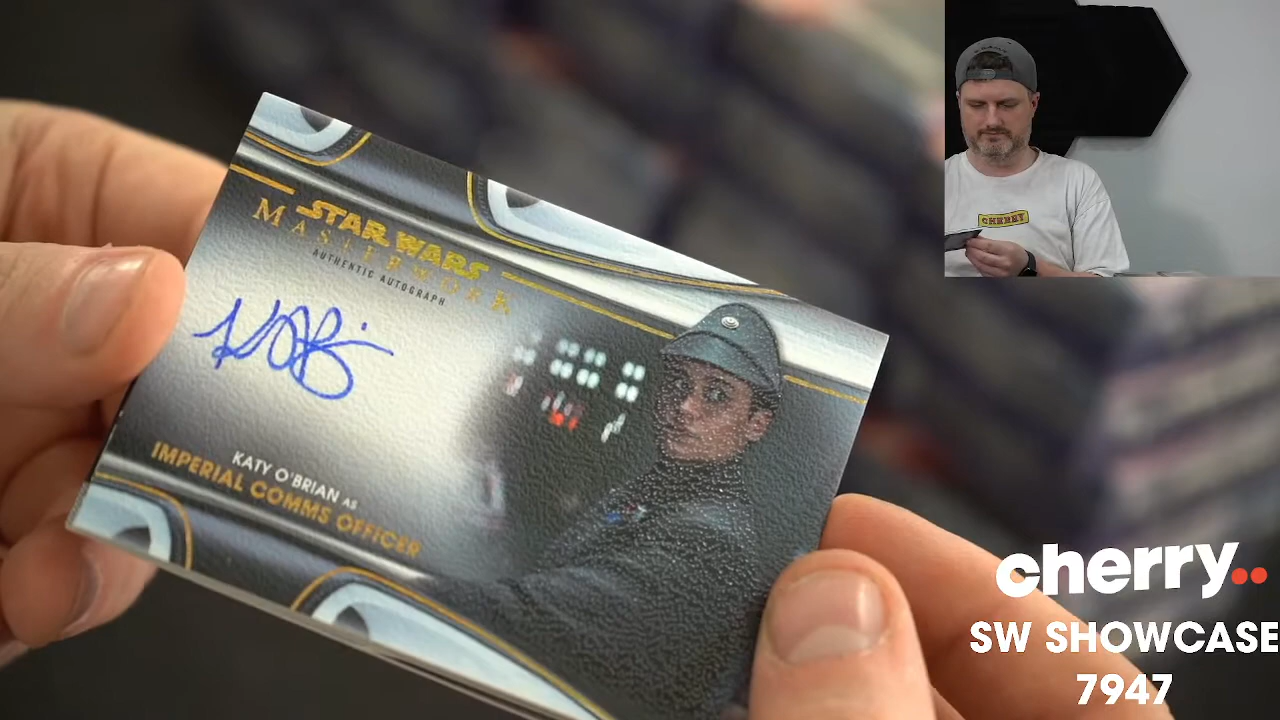 STAR WARS
MASTERWORK
AUTHENTIC AUTOGRAPH
KATY O'BRIAN AS
IMPERIAL COMMS OFFICER
CHERRY
cherry..
SW SHOWCASE
7947